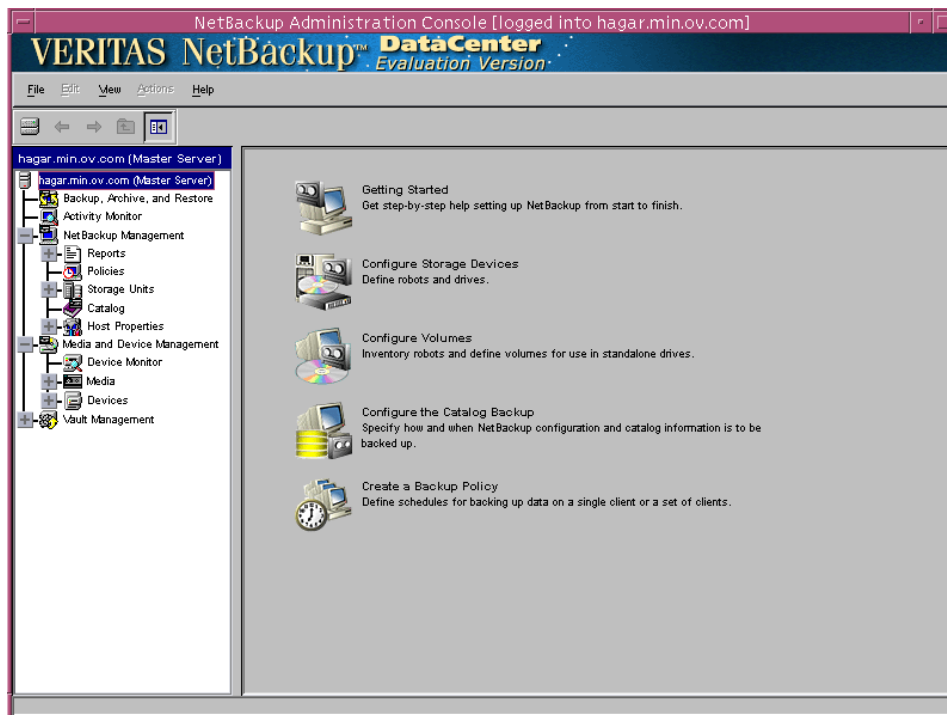 NetBackup Administration Console [logged into hagar.min.ov.com]
VERITAS NetBackup™ DataCenter
Evaluation Version
File Edit View Actions Help
hagar.min.ov.com (Master Server)
hagar.min.ov.com (Master Server)
Backup, Archive, and Restore
Activity Monitor
NetBackup Management
Reports
Policies
Storage Units
Catalog
Host Properties
Media and Device Management
Device Monitor
Media
Devices
Vault Management
Getting Started
Get step-by-step help setting up NetBackup from start to finish.
Configure Storage Devices
Define robots and drives.
Configure Volumes
Inventory robots and define volumes for use in standalone drives.
Configure the Catalog Backup
Specify how and when NetBackup configuration and catalog information is to be
backed up.
Create a Backup Policy
Define schedules for backing up data on a single client or a set of clients.